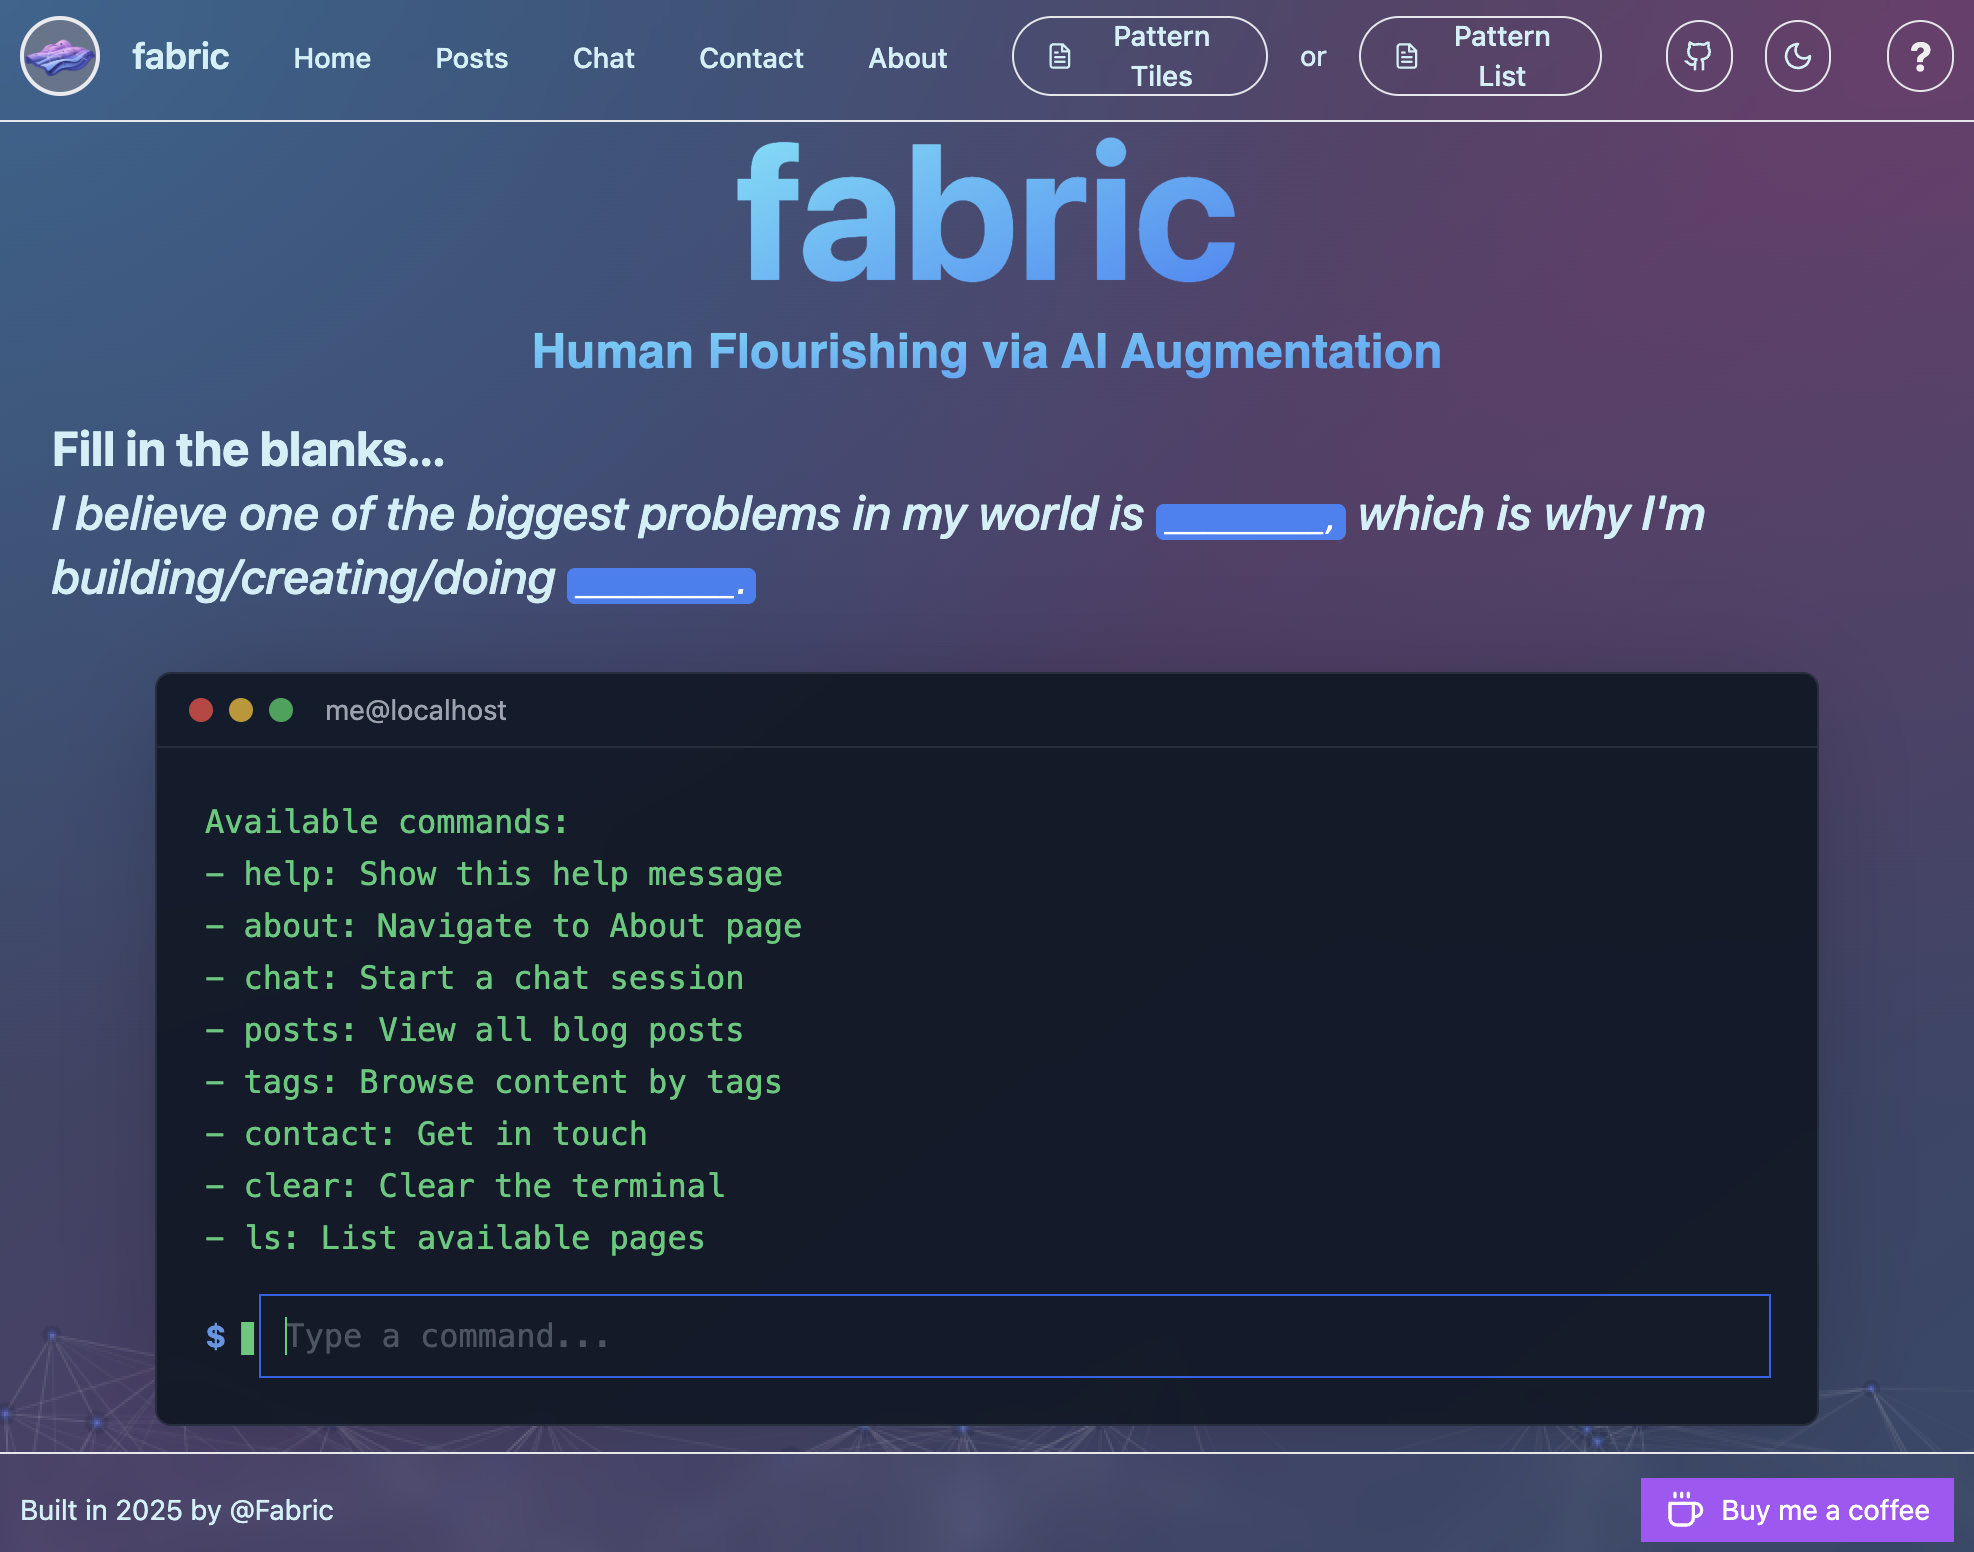 fabric
Home
Posts
Chat
Contact
About
Pattern
Tiles
or
Pattern
List
?
fabric
Human Flourishing via AI Augmentation
Fill in the blanks...
I believe one of the biggest problems in my world is _________, which is why I'm
building/creating/doing _________.
me@localhost
Available commands:
- help: Show this help message
- about: Navigate to About page
- chat: Start a chat session
- posts: View all blog posts
- tags: Browse content by tags
- contact: Get in touch
- clear: Clear the terminal
- ls: List available pages
$ Type a command...
Built in 2025 by @Fabric
Buy me a coffee